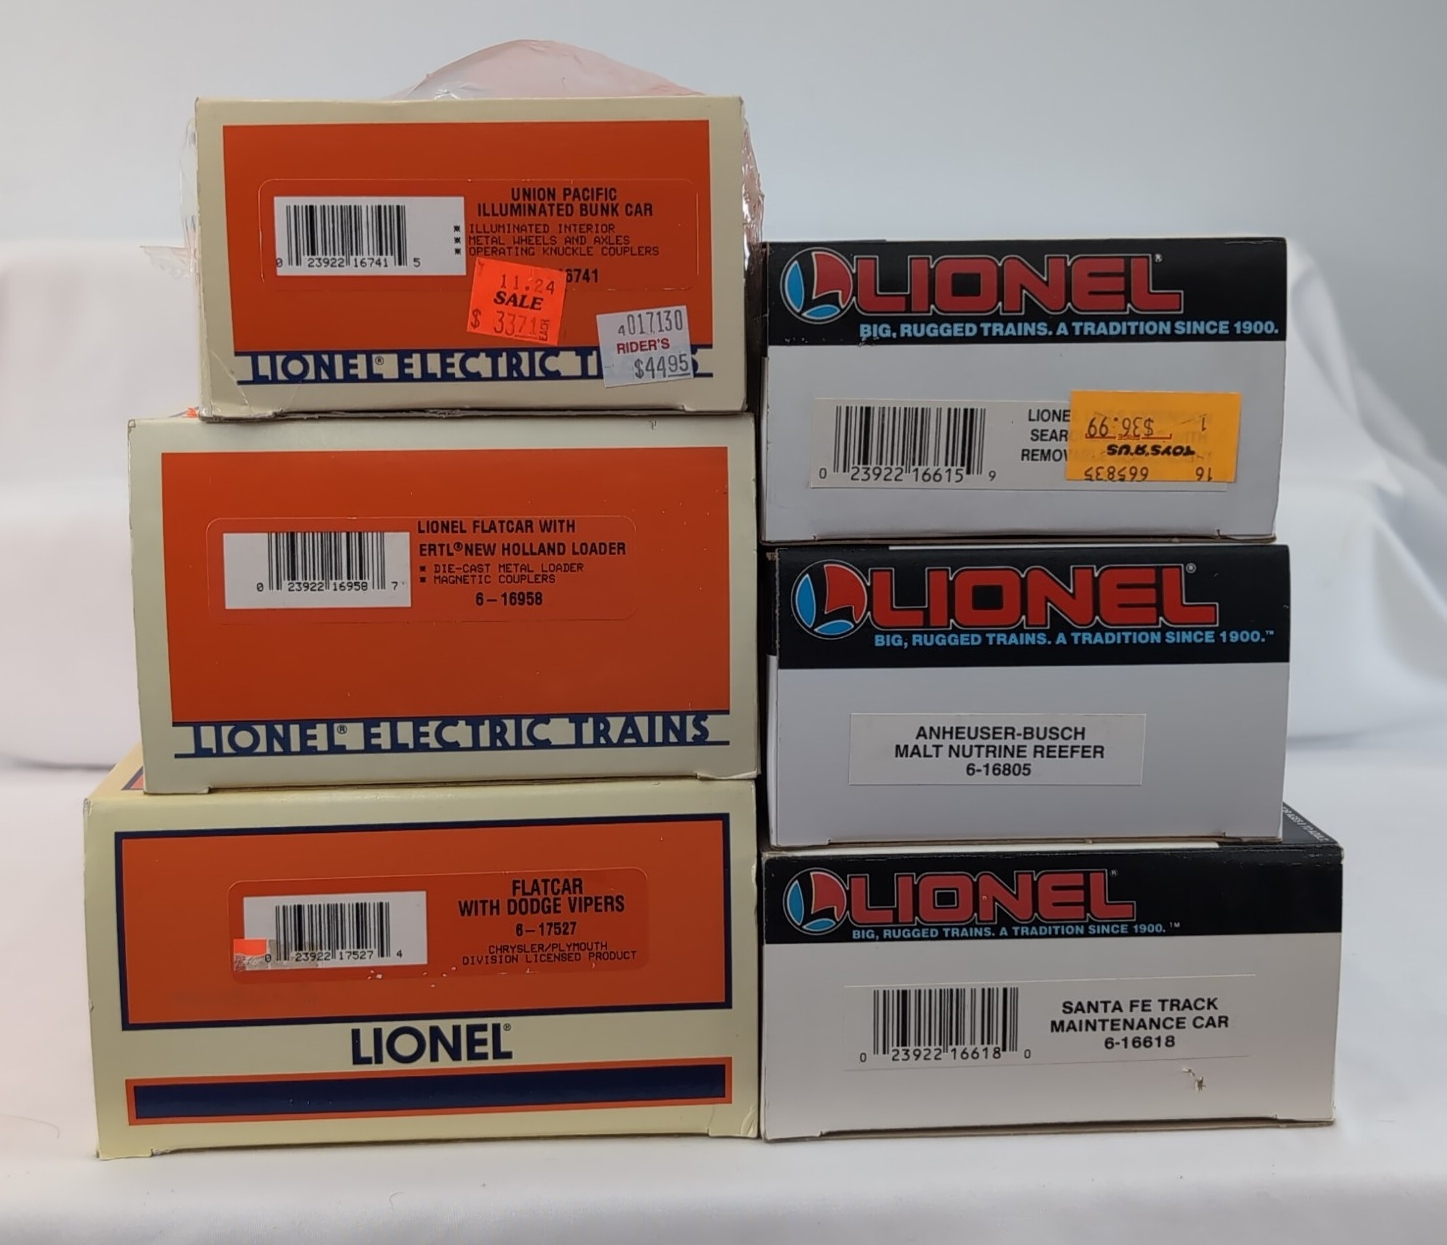 UNION PACIFIC
ILLUMINATED BUNK CAR
* ILLUMINATED INTERIOR
* METAL WHEELS AND AXLES
* OPERATING KNUCKLE COUPLERS
0 23922 16741 5
6741
11.24
SALE
$ 3371
4017130
RIDER'S
$4495
LIONEL® ELECTRIC T S
LIONEL FLATCAR WITH
ERTL® NEW HOLLAND LOADER
* DIE-CAST METAL LOADER
* MAGNETIC COUPLERS
6-16958
0 23922 16958 7
LIONEL® ELECTRIC TRAINS
FLATCAR
WITH DODGE VIPERS
6-17527
CHRYSLER/PLYMOUTH
DIVISION LICENSED PRODUCT
0 23922 17527 4
LIONEL®
LIONEL®
BIG, RUGGED TRAINS. A TRADITION SINCE 1900.
LIONE
SEAR
REMOV
0 23922 16615 9
16 665835
TOYS R US
1 $36.99
LIONEL®
BIG, RUGGED TRAINS. A TRADITION SINCE 1900.™
ANHEUSER-BUSCH
MALT NUTRINE REEFER
6-16805
LIONEL®
BIG, RUGGED TRAINS. A TRADITION SINCE 1900.™
SANTA FE TRACK
MAINTENANCE CAR
6-16618
0 23922 16618 0